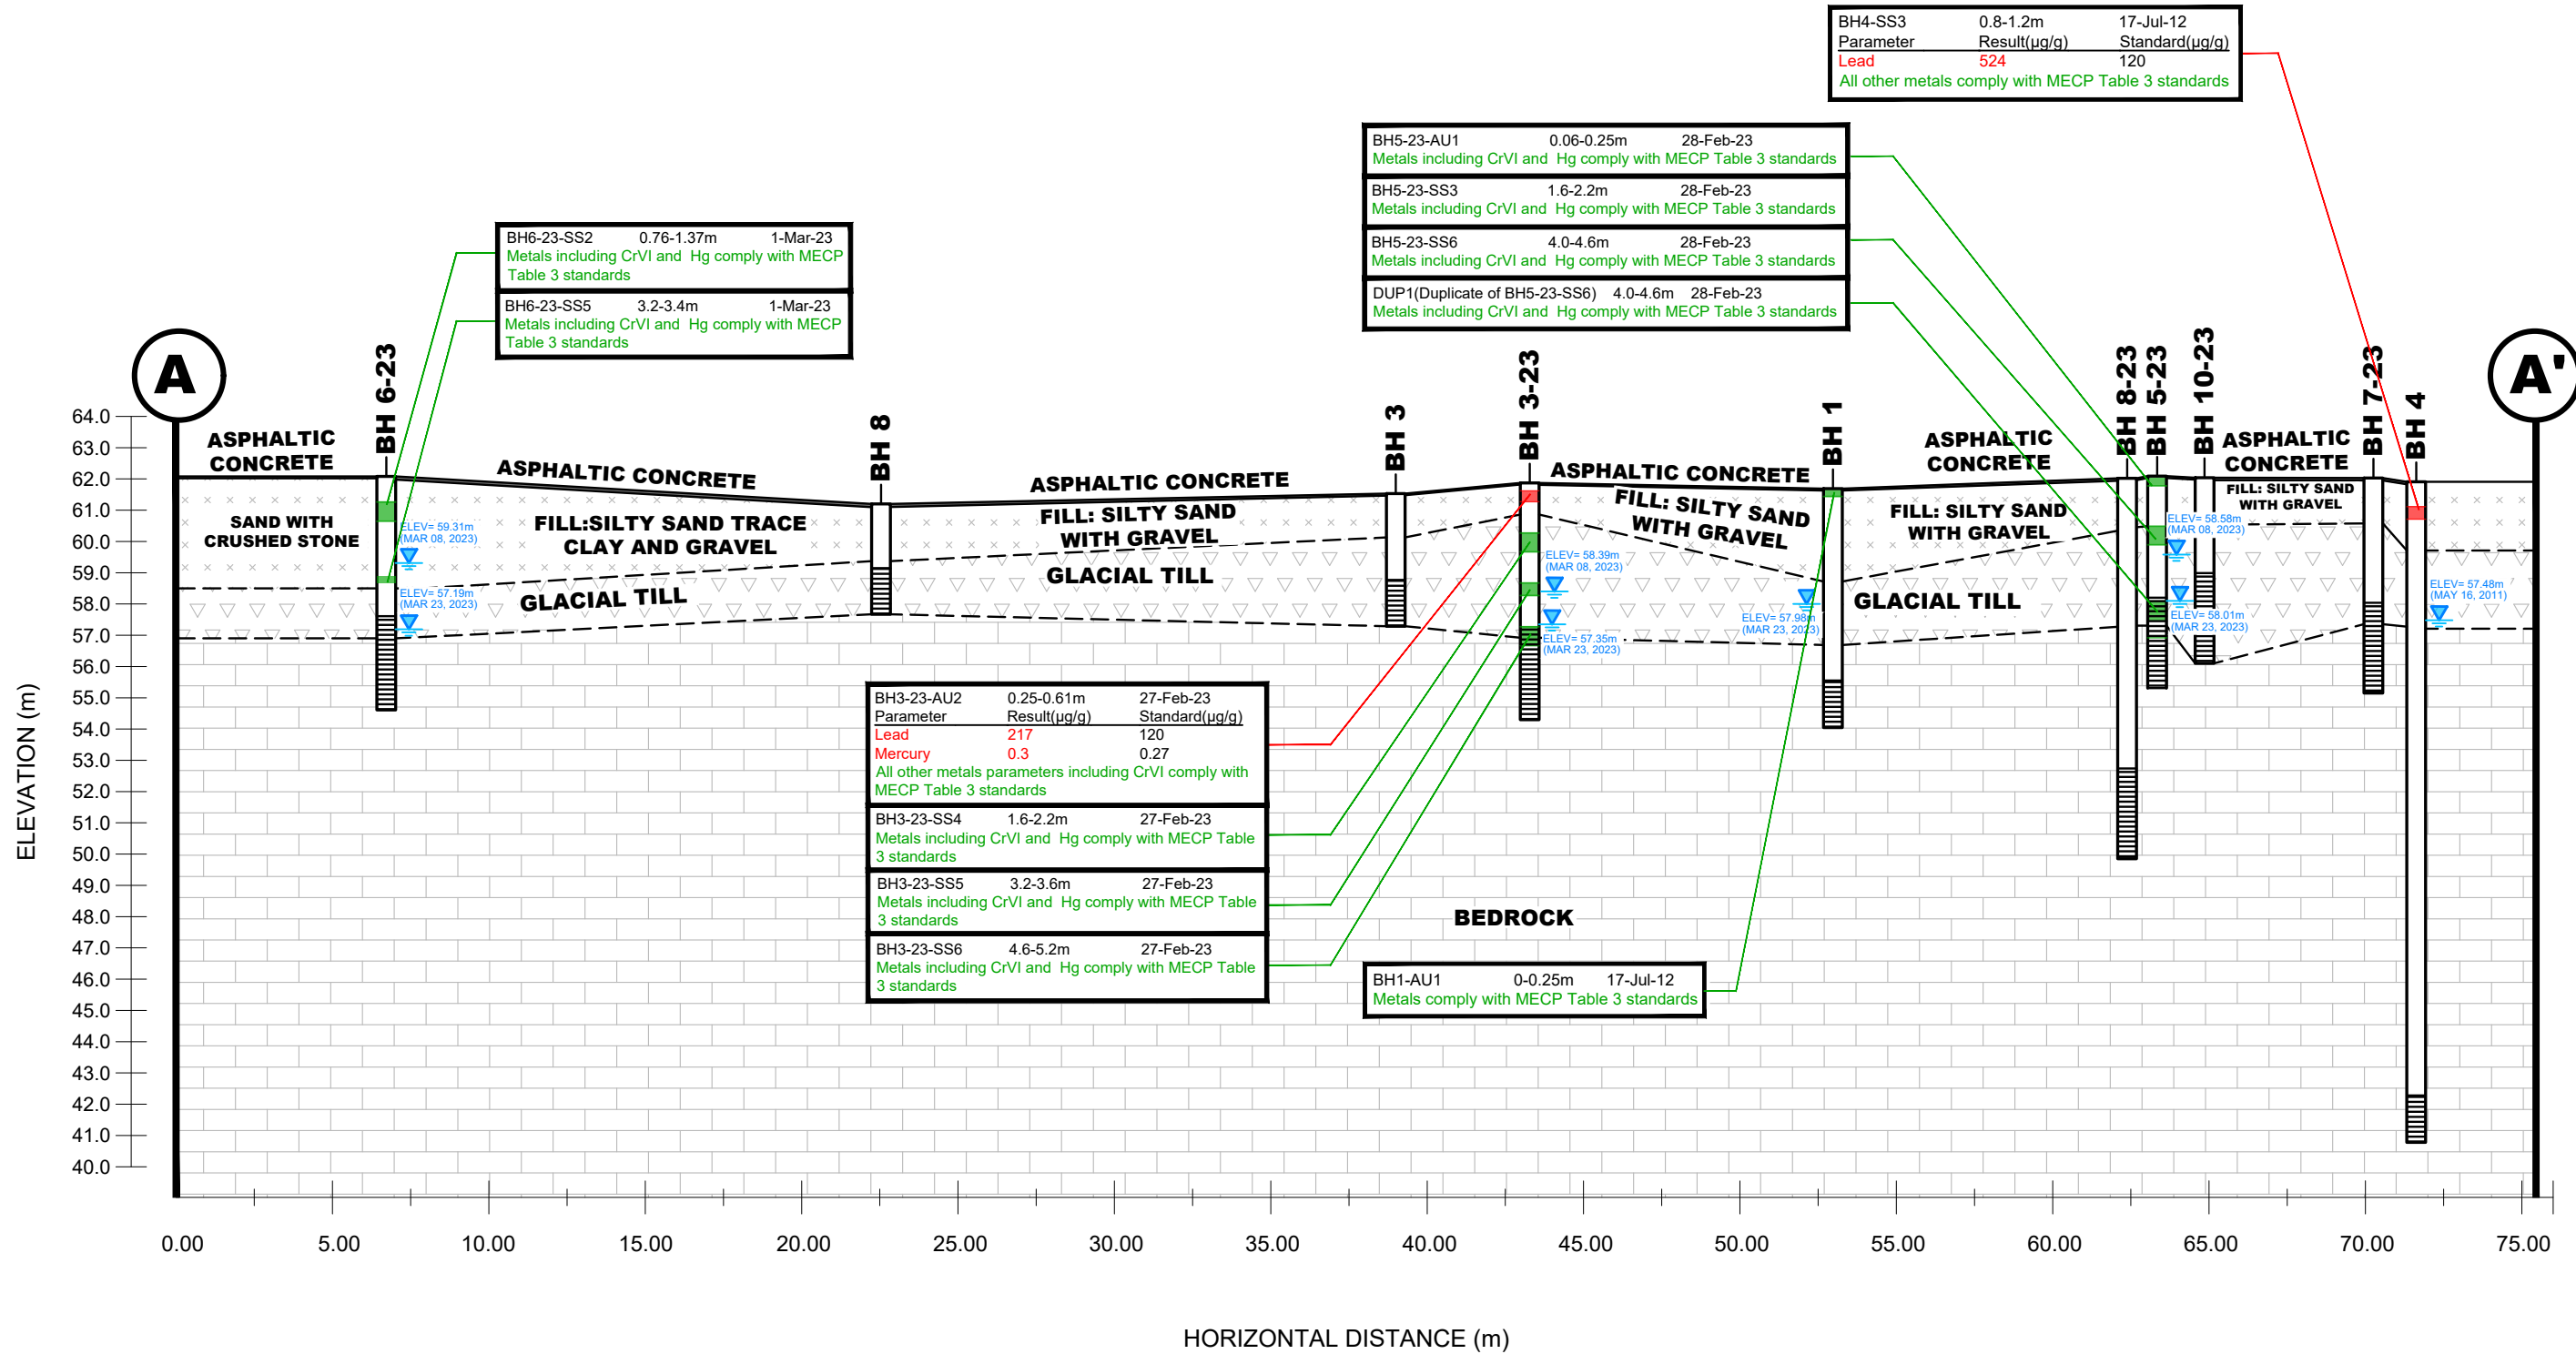 BH4-SS3 0.8-1.2m 17-Jul-12
Parameter Result(µg/g) Standard(µg/g)
Lead 524 120
All other metals comply with MECP Table 3 standards
BH5-23-AU1 0.06-0.25m 28-Feb-23
Metals including CrVI and Hg comply with MECP Table 3 standards
BH5-23-SS3 1.6-2.2m 28-Feb-23
Metals including CrVI and Hg comply with MECP Table 3 standards
BH5-23-SS6 4.0-4.6m 28-Feb-23
Metals including CrVI and Hg comply with MECP Table 3 standards
DUP1(Duplicate of BH5-23-SS6) 4.0-4.6m 28-Feb-23
Metals including CrVI and Hg comply with MECP Table 3 standards
BH6-23-SS2 0.76-1.37m 1-Mar-23
Metals including CrVI and Hg comply with MECP
Table 3 standards
BH6-23-SS5 3.2-3.4m 1-Mar-23
Metals including CrVI and Hg comply with MECP
Table 3 standards
A
A'
BH 6-23
BH 8
BH 3
BH 3-23
BH 1
BH 8-23
BH 5-23
BH 10-23
BH 7-23
BH 4
ASPHALTIC
CONCRETE
ASPHALTIC CONCRETE
ASPHALTIC CONCRETE
ASPHALTIC CONCRETE
ASPHALTIC
CONCRETE
ASPHALTIC
CONCRETE
SAND WITH
CRUSHED STONE
FILL:SILTY SAND TRACE
CLAY AND GRAVEL
FILL: SILTY SAND
WITH GRAVEL
FILL: SILTY SAND
WITH GRAVEL
FILL: SILTY SAND
WITH GRAVEL
FILL: SILTY SAND
WITH GRAVEL
ELEV= 59.31m
(MAR 08, 2023)
ELEV= 57.19m
(MAR 23, 2023)
ELEV= 58.39m
(MAR 08, 2023)
ELEV= 57.35m
(MAR 23, 2023)
ELEV= 57.98m
(MAR 23, 2023)
ELEV= 58.58m
(MAR 08, 2023)
ELEV= 58.01m
(MAR 23, 2023)
ELEV= 57.48m
(MAY 16, 2011)
GLACIAL TILL
GLACIAL TILL
GLACIAL TILL
BH3-23-AU2 0.25-0.61m 27-Feb-23
Parameter Result(µg/g) Standard(µg/g)
Lead 217 120
Mercury 0.3 0.27
All other metals parameters including CrVI comply with
MECP Table 3 standards
BH3-23-SS4 1.6-2.2m 27-Feb-23
Metals including CrVI and Hg comply with MECP Table
3 standards
BH3-23-SS5 3.2-3.6m 27-Feb-23
Metals including CrVI and Hg comply with MECP Table
3 standards
BH3-23-SS6 4.6-5.2m 27-Feb-23
Metals including CrVI and Hg comply with MECP Table
3 standards
BEDROCK
BH1-AU1 0-0.25m 17-Jul-12
Metals comply with MECP Table 3 standards
ELEVATION (m)
64.0
63.0
62.0
61.0
60.0
59.0
58.0
57.0
56.0
55.0
54.0
53.0
52.0
51.0
50.0
49.0
48.0
47.0
46.0
45.0
44.0
43.0
42.0
41.0
40.0
0.00 5.00 10.00 15.00 20.00 25.00 30.00 35.00 40.00 45.00 50.00 55.00 60.00 65.00 70.00 75.00
HORIZONTAL DISTANCE (m)